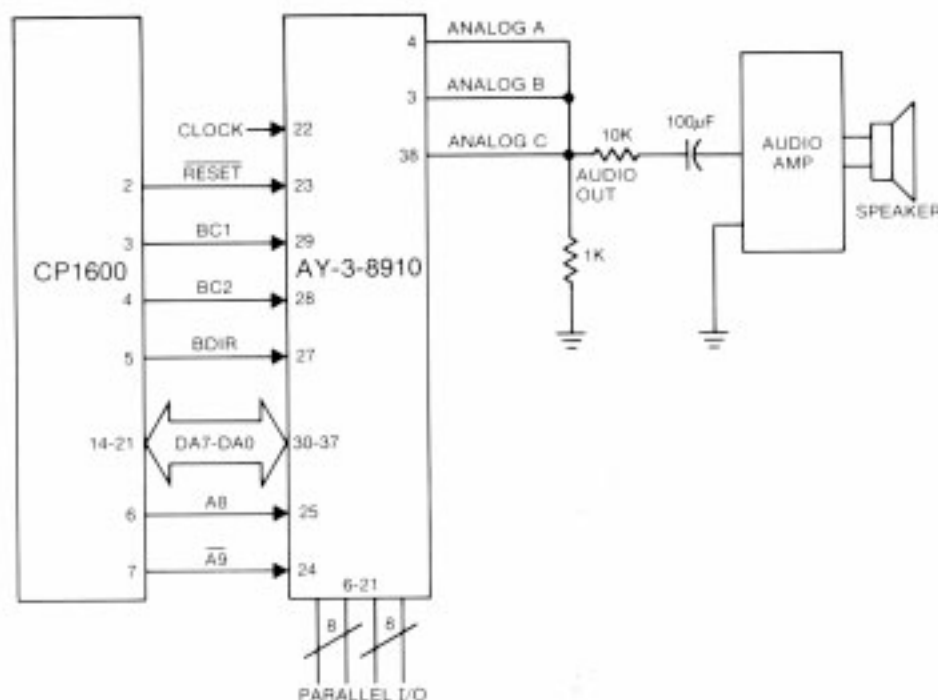 ANALOG A
4
ANALOG B
3
CLOCK 22
ANALOG C
38
10K
100µF
AUDIO AMP
AUDIO OUT
SPEAKER
2 RESET 23
3 BC1 29
1K
CP1600
AY-3-8910
4 BC2 28
5 BDIR 27
14-21 DA7-DA0 30-37
6 A8 25
7 A9 24
6-21
8 8
PARALLEL I/O